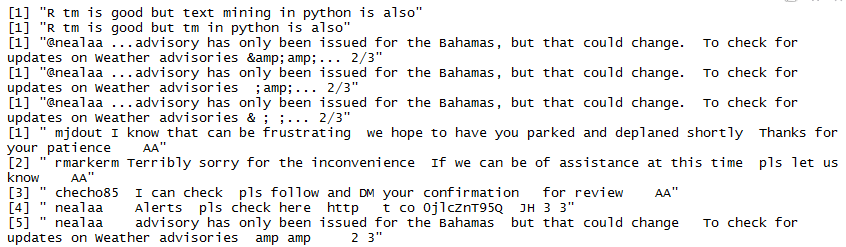 [1] "R tm is good but text mining in python is also"
[1] "R tm is good but tm in python is also"
[1] "@nealaa ...advisory has only been issued for the Bahamas, but that could change.  To check for
updates on Weather advisories &amp;amp;... 2/3"
[1] "@nealaa ...advisory has only been issued for the Bahamas, but that could change.  To check for
updates on Weather advisories  ;amp;... 2/3"
[1] "@nealaa ...advisory has only been issued for the Bahamas, but that could change.  To check for
updates on Weather advisories & ; ;... 2/3"
[1] " mjdout I know that can be frustrating  we hope to have you parked and deplaned shortly  Thanks for
your patience    AA"
[2] " rmarkerm Terribly sorry for the inconvenience  If we can be of assistance at this time  pls let us
know    AA"
[3] " checho85  I can check  pls follow and DM your confirmation   for review    AA"
[4] " nealaa    Alerts  pls check here  http   t co 0jlcZnT95Q  JH 3 3"
[5] " nealaa    advisory has only been issued for the Bahamas  but that could change   To check for
updates on Weather advisories  amp amp     2 3"